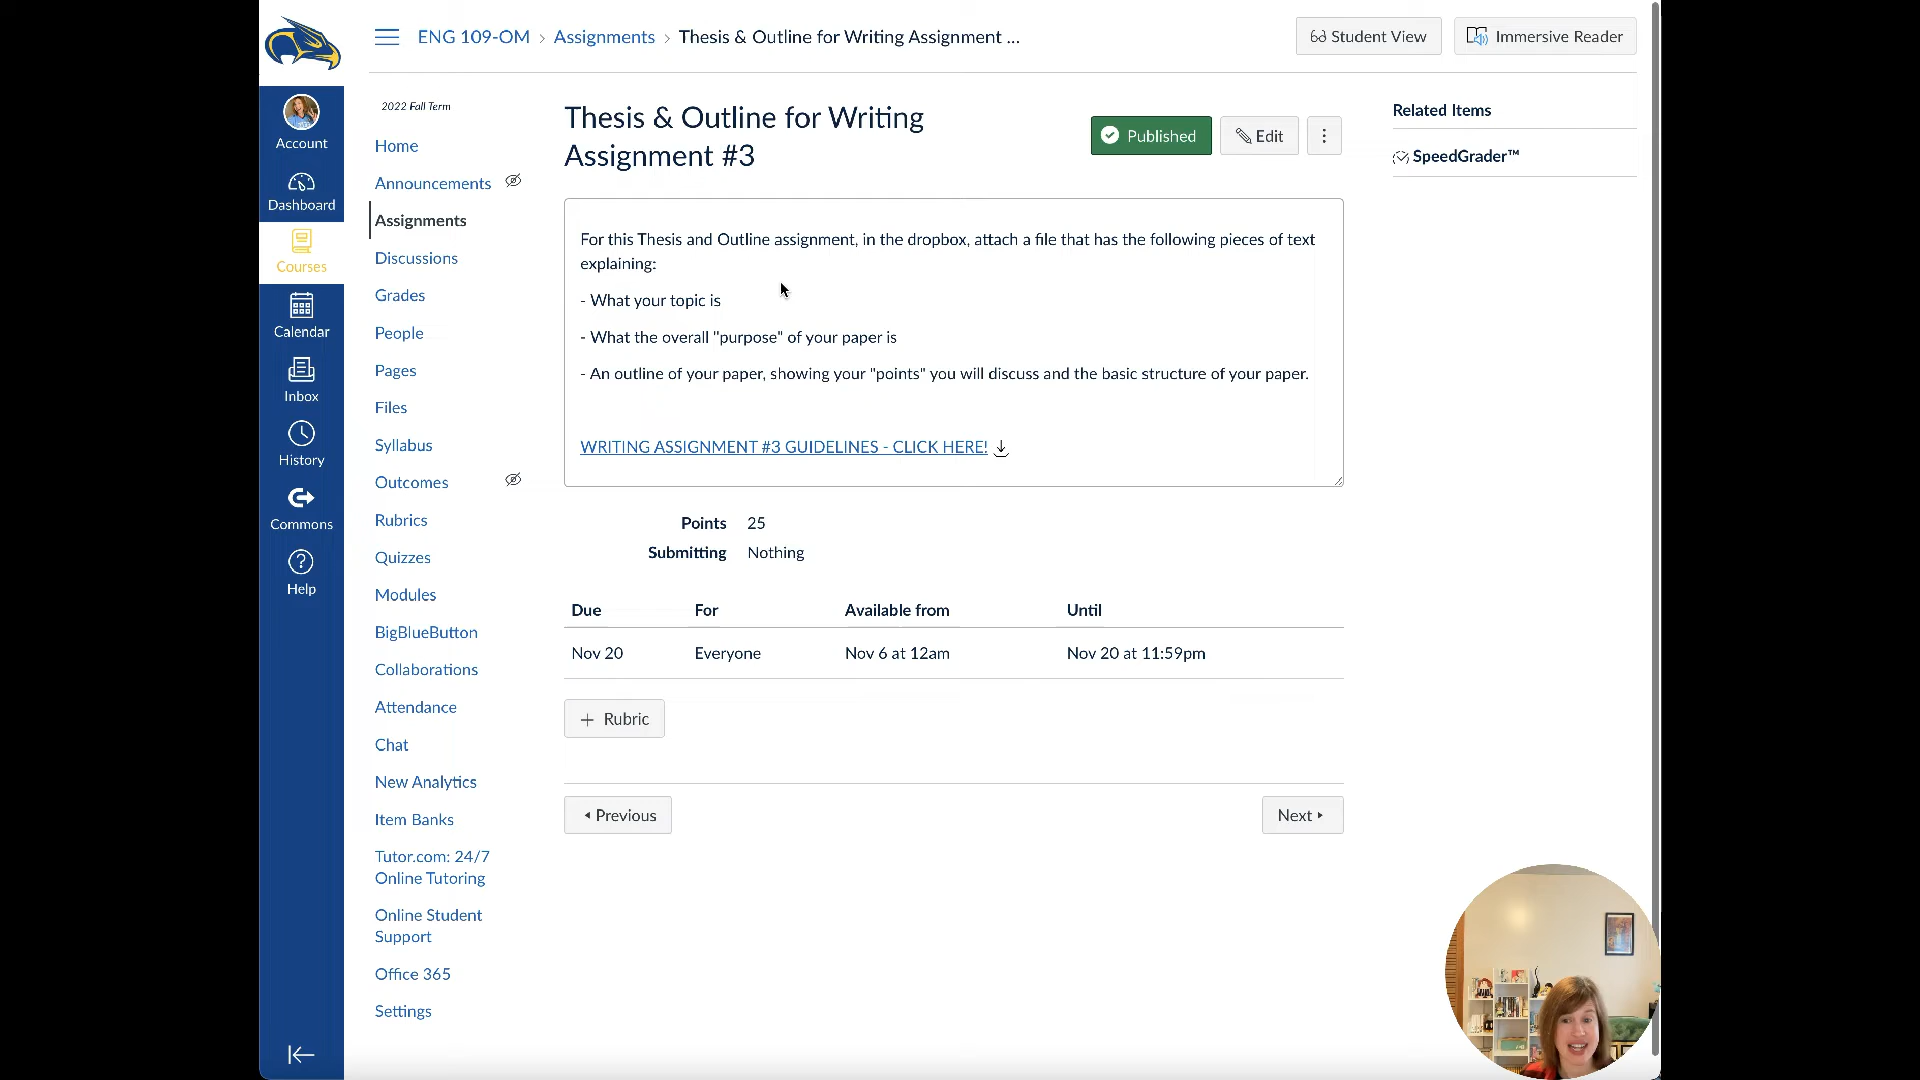 ENG 109-OM › Assignments › Thesis & Outline for Writing Assignment ...
Student View
Immersive Reader
Account
Dashboard
Courses
Calendar
Inbox
History
Commons
Help
2022 Fall Term
Home
Announcements
Assignments
Discussions
Grades
People
Pages
Files
Syllabus
Outcomes
Rubrics
Quizzes
Modules
BigBlueButton
Collaborations
Attendance
Chat
New Analytics
Item Banks
Tutor.com: 24/7
Online Tutoring
Online Student
Support
Office 365
Settings
Thesis & Outline for Writing
Assignment #3
Published
Edit
For this Thesis and Outline assignment, in the dropbox, attach a file that has the following pieces of text
explaining:
- What your topic is
- What the overall "purpose" of your paper is
- An outline of your paper, showing your "points" you will discuss and the basic structure of your paper.
WRITING ASSIGNMENT #3 GUIDELINES - CLICK HERE!
Points 25
Submitting Nothing
Due For Available from Until
Nov 20 Everyone Nov 6 at 12am Nov 20 at 11:59pm
+ Rubric
Previous
Next
Related Items
SpeedGrader™